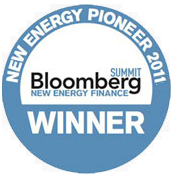 NEW ENERGY PIONEER 2011
SUMMIT
Bloomberg
NEW ENERGY FINANCE
WINNER